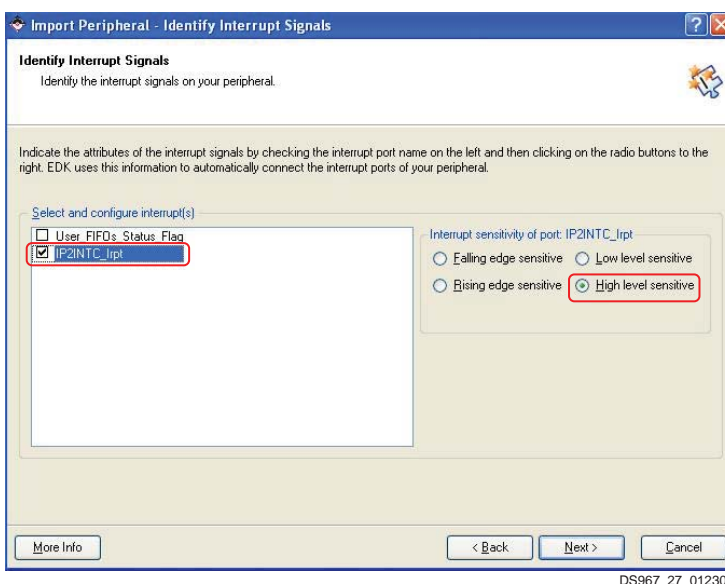 Import Peripheral - Identify Interrupt Signals
Identify Interrupt Signals
Identify the interrupt signals on your peripheral.
Indicate the attributes of the interrupt signals by checking the interrupt port name on the left and then clicking on the radio buttons to the
right. EDK uses this information to automatically connect the interrupt ports of your peripheral.
Select and configure interrupt(s)
User_FIFOs_Status_Flag
IP2INTC_Irpt
Interrupt sensitivity of port: IP2INTC_Irpt
Falling edge sensitive Low level sensitive
Rising edge sensitive High level sensitive
More Info < Back Next > Cancel
DS967_27_01230